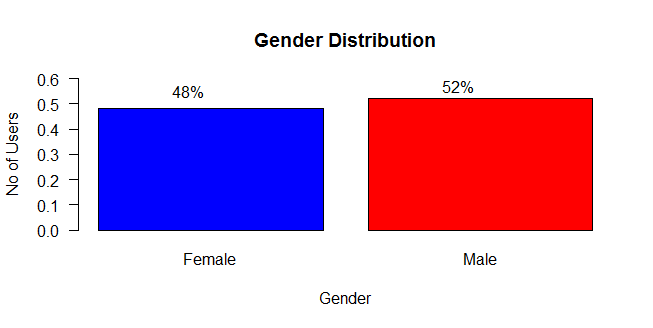 Gender Distribution
No of Users
0.6
0.5
0.4
0.3
0.2
0.1
0.0
48%
52%
Female
Male
Gender